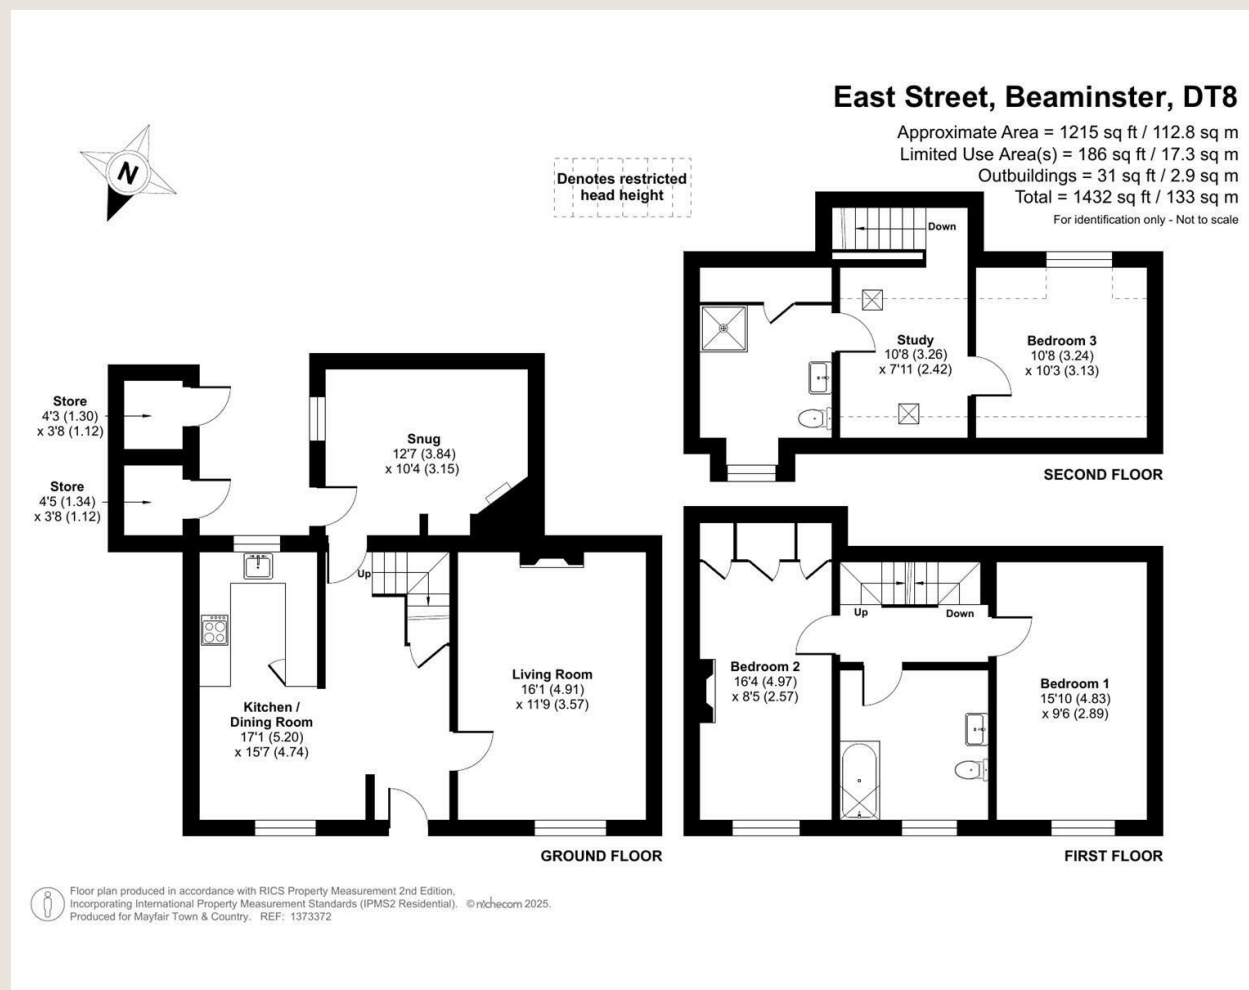 East Street, Beaminster, DT8
Approximate Area = 1215 sq ft / 112.8 sq m
Limited Use Area(s) = 186 sq ft / 17.3 sq m
Outbuildings = 31 sq ft / 2.9 sq m
Total = 1432 sq ft / 133 sq m
For identification only - Not to scale
N
Denotes restricted
head height
Down
Study
10'8 (3.26)
x 7'11 (2.42)
Bedroom 3
10'8 (3.24)
x 10'3 (3.13)
SECOND FLOOR
Store
4'3 (1.30)
x 3'8 (1.12)
Store
4'5 (1.34)
x 3'8 (1.12)
Snug
12'7 (3.84)
x 10'4 (3.15)
Up
Living Room
16'1 (4.91)
x 11'9 (3.57)
Kitchen /
Dining Room
17'1 (5.20)
x 15'7 (4.74)
GROUND FLOOR
Up
Down
Bedroom 2
16'4 (4.97)
x 8'5 (2.57)
Bedroom 1
15'10 (4.83)
x 9'6 (2.89)
FIRST FLOOR
Floor plan produced in accordance with RICS Property Measurement 2nd Edition,
Incorporating International Property Measurement Standards (IPMS2 Residential). © nichecom 2025.
Produced for Mayfair Town & Country. REF: 1373372